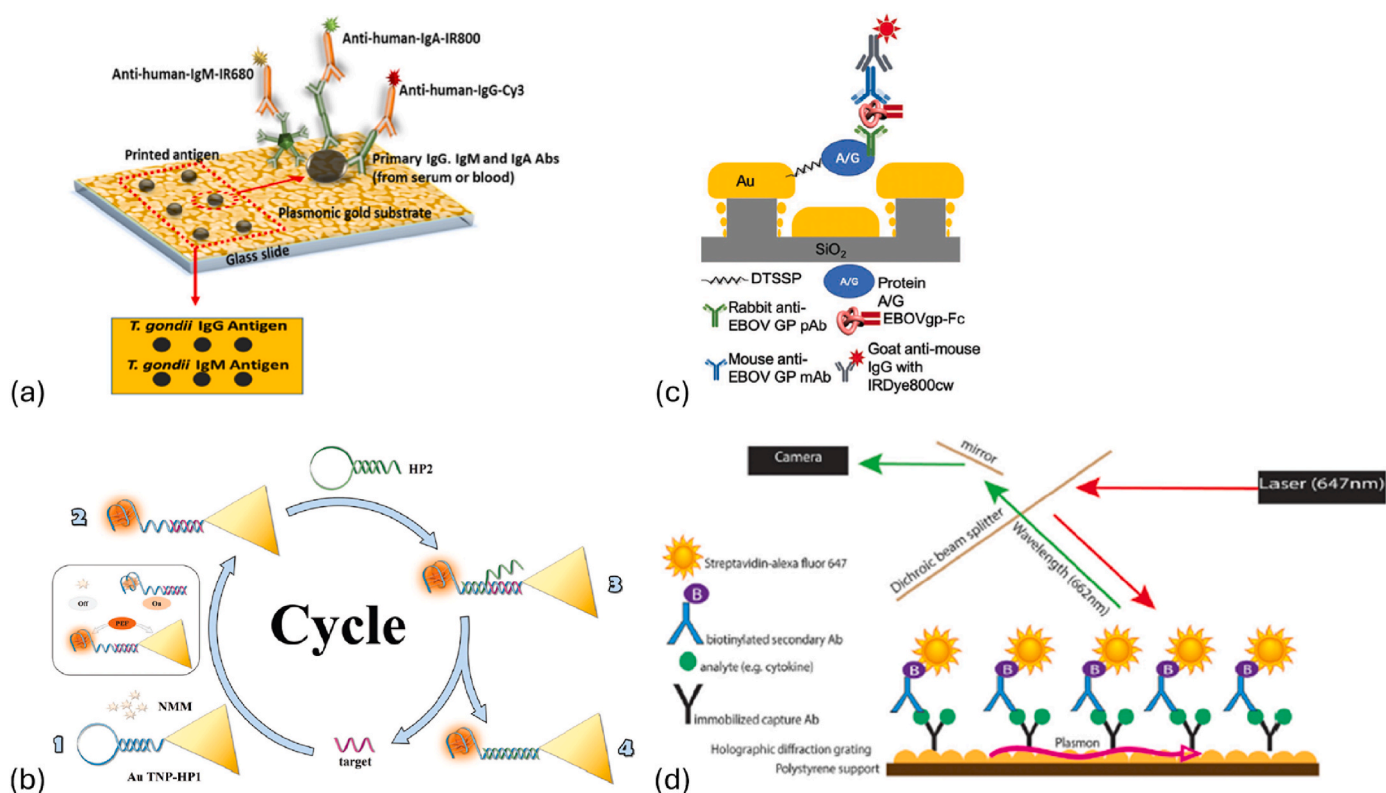 Anti-human-IgA-IR800
Anti-human-IgM-IR680
Anti-human-IgG-Cy3
Printed antigen
Primary IgG. IgM and IgA Abs
(from serum or blood)
Plasmonic gold substrate
Glass slide
T. gondii IgG Antigen
T. gondii IgM Antigen
(a)
A/G
Au
SiO2
DTSSP
A/G
Protein
A/G
Rabbit anti-
EBOV GP pAb
EBOVgp-Fc
Mouse anti-
EBOV GP mAb
Goat anti-mouse
IgG with
IRDye800cw
(c)
HP2
2
3
Off
On
PEF
Cycle
NMM
1
target
4
Au TNP-HP1
(b)
Camera
mirror
Laser (647nm)
Dichroic beam splitter
Wavelength (662nm)
Streptavidin-alexa fluor 647
B
biotinylated secondary Ab
analyte (e.g. cytokine)
immobilized capture Ab
B
B
B
B
B
Plasmon
Holographic diffraction grating
Polystyrene support
(d)